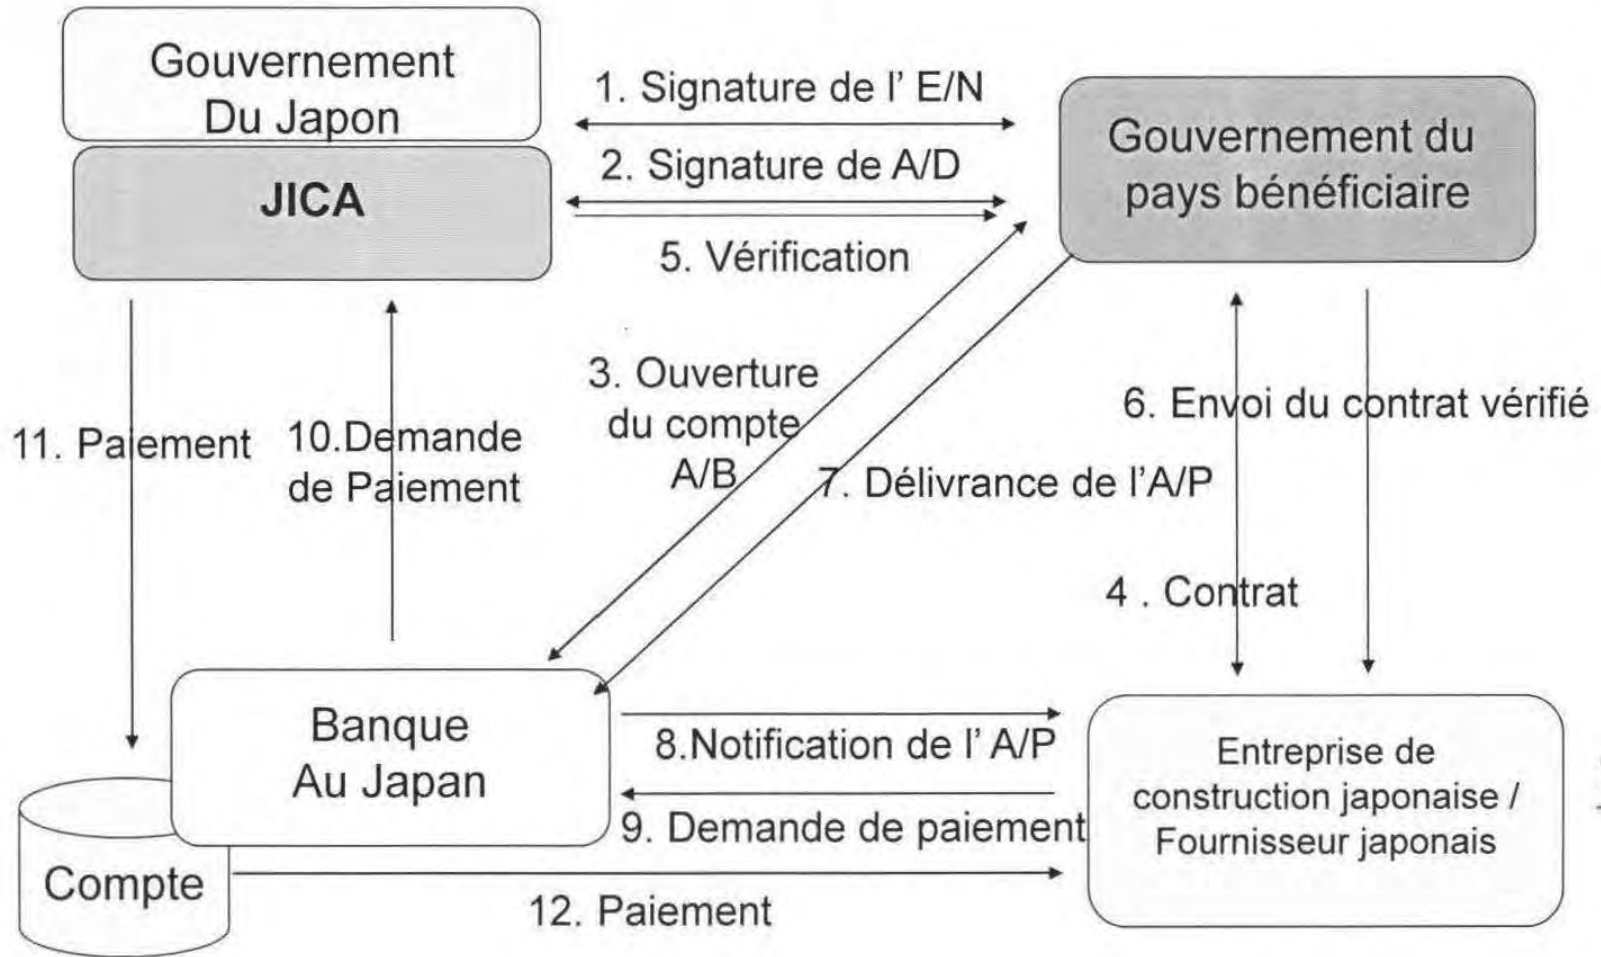 Gouvernement
Du Japon
JICA
1. Signature de l' E/N
2. Signature de A/D
5. Vérification
Gouvernement du
pays bénéficiaire
3. Ouverture
du compte
A/B
6. Envoi du contrat vérifié
11. Paiement
10.Demande
de Paiement
7. Délivrance de l'A/P
4 . Contrat
Banque
Au Japan
8.Notification de l' A/P
9. Demande de paiement
Entreprise de
construction japonaise /
Fournisseur japonais
Compte
12. Paiement